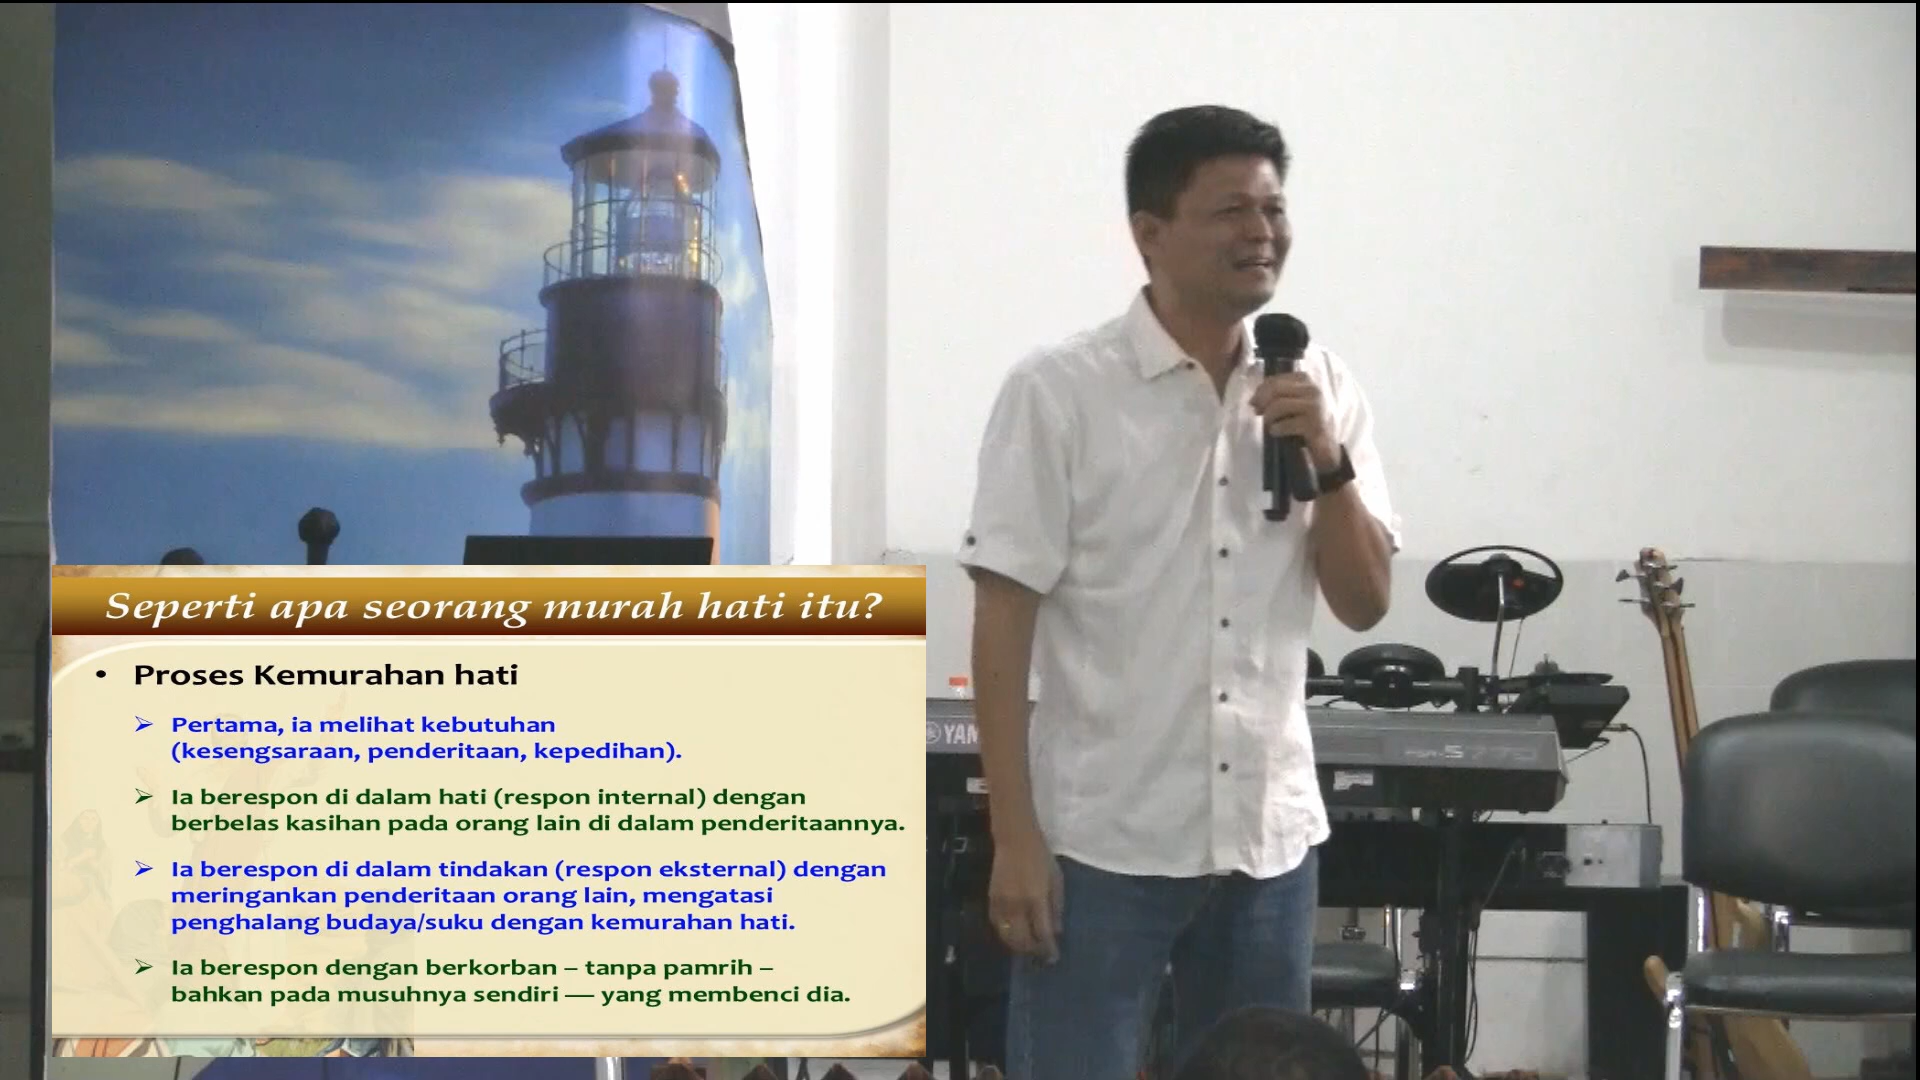 Seperti apa seorang murah hati itu?
• Proses Kemurahan hati
➢ Pertama, ia melihat kebutuhan
(kesengsaraan, penderitaan, kepedihan).
➢ Ia berespon di dalam hati (respon internal) dengan
berbelas kasihan pada orang lain di dalam penderitaannya.
➢ Ia berespon di dalam tindakan (respon eksternal) dengan
meringankan penderitaan orang lain, mengatasi
penghalang budaya/suku dengan kemurahan hati.
➢ Ia berespon dengan berkorban – tanpa pamrih –
bahkan pada musuhnya sendiri — yang membenci dia.
YAM